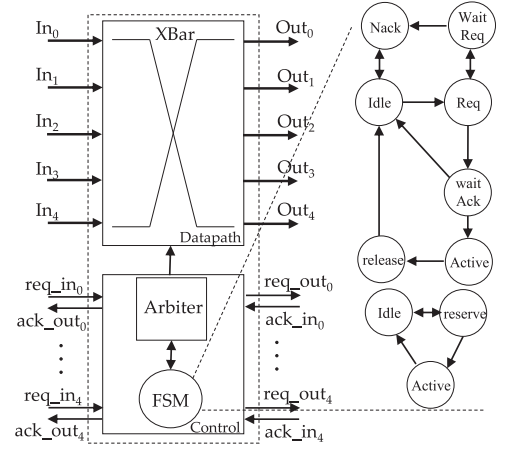 In0
In1
In2
In3
In4
XBar
Datapath
Out0
Out1
Out2
Out3
Out4
req_in0
ack_out0
req_in4
ack_out4
Arbiter
FSM
Control
req_out0
ack_in0
req_out4
ack_in4
Nack
Wait
Req
Idle
Req
wait
Ack
release
Active
Idle
reserve
Active